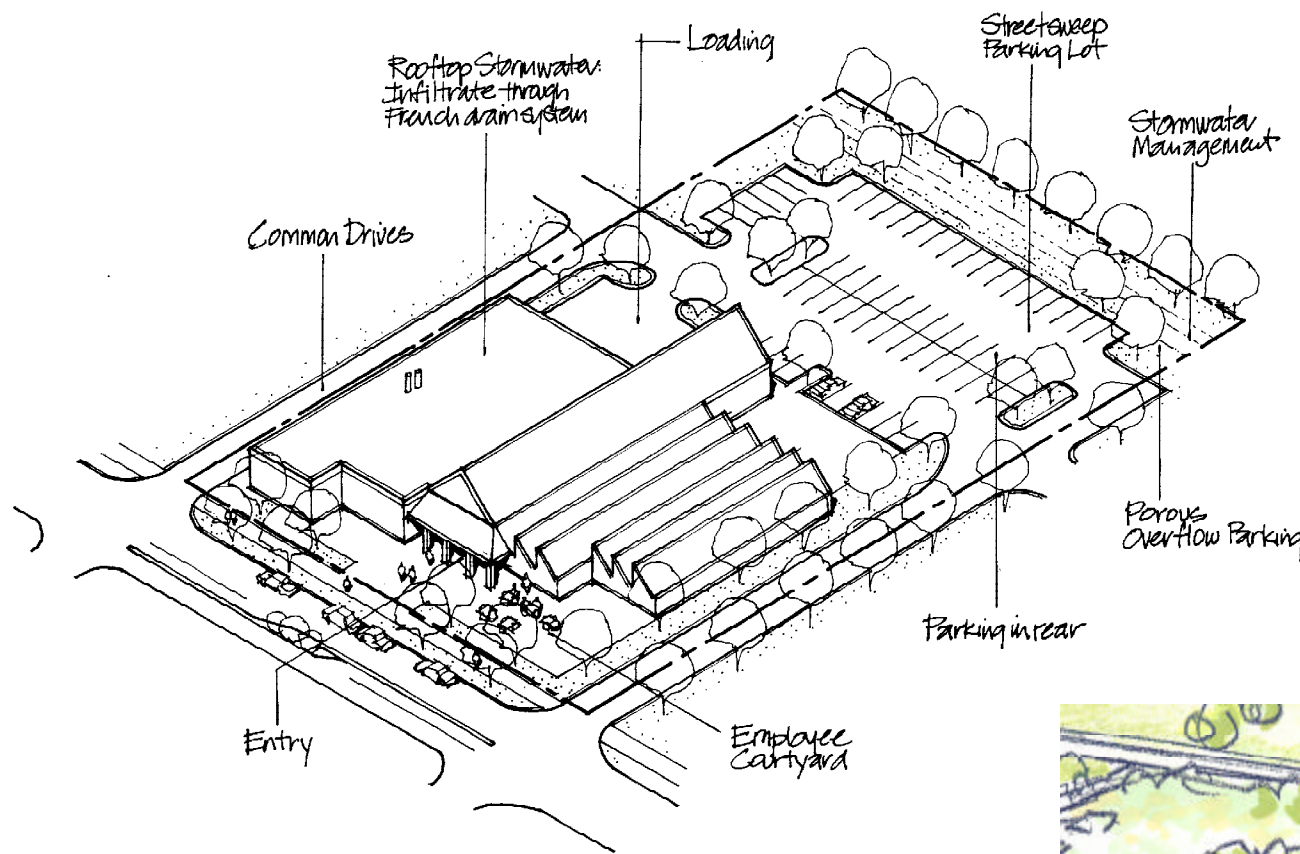 Loading
Streetsweep
Parking Lot
Rooftop Stormwater:
Infiltrate through
French drain system
Stormwater
Management
Common Drives
Porous
Overflow Parking
Parking in rear
Entry
Employee
Courtyard